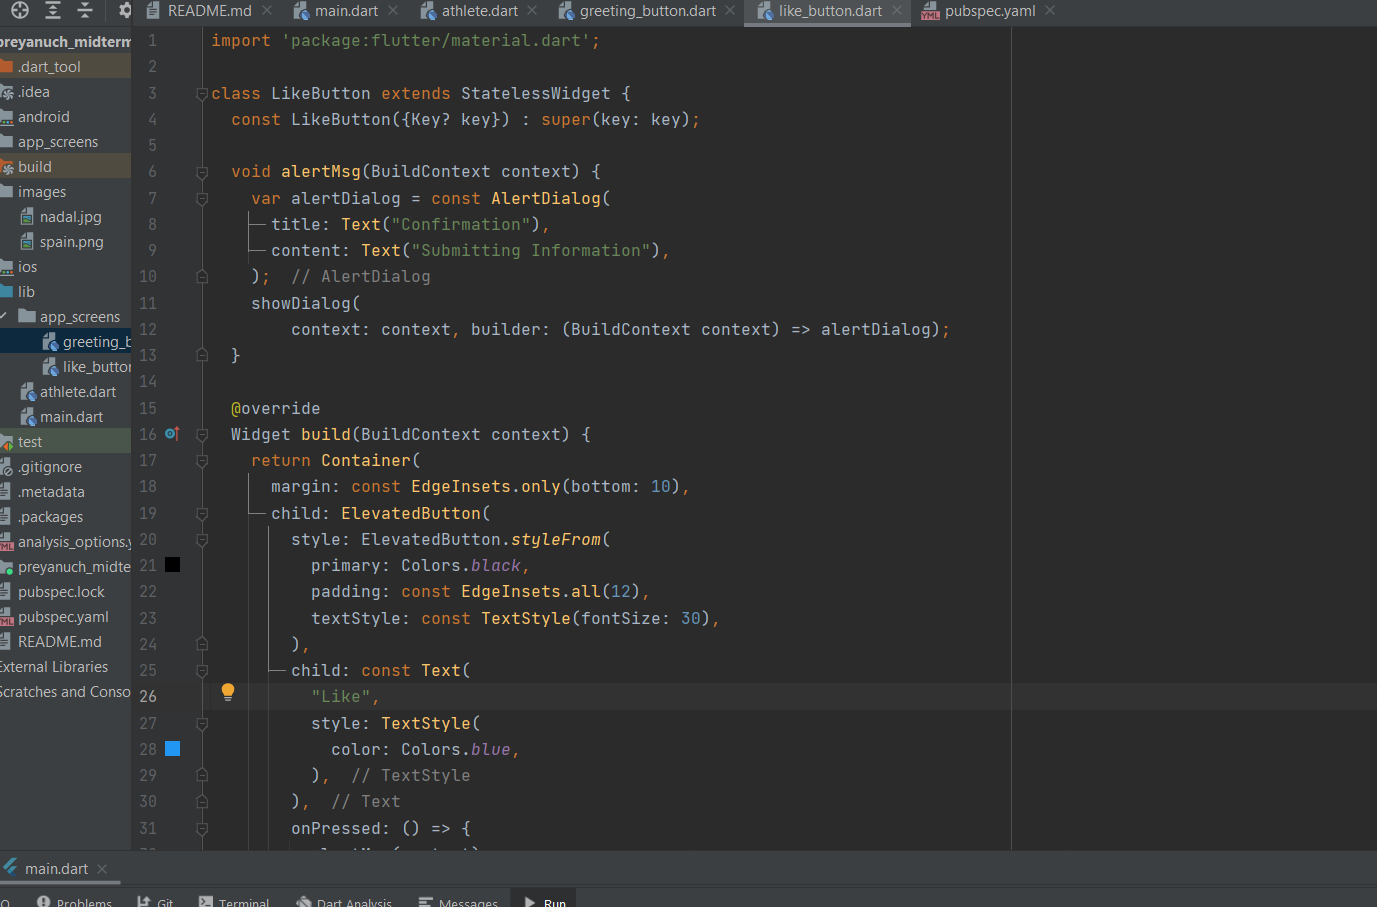 README.md main.dart athlete.dart greeting_button.dart like_button.dart pubspec.yaml
preyanuch_midterm
.dart_tool
.idea
android
app_screens
build
images
nadal.jpg
spain.png
ios
lib
app_screens
greeting_b
like_button
athlete.dart
main.dart
test
.gitignore
.metadata
.packages
analysis_options.y
preyanuch_midte
pubspec.lock
pubspec.yaml
README.md
External Libraries
Scratches and Conso
1 import 'package:flutter/material.dart';
2
3 class LikeButton extends StatelessWidget {
4 const LikeButton({Key? key}) : super(key: key);
5
6 void alertMsg(BuildContext context) {
7 var alertDialog = const AlertDialog(
8 title: Text("Confirmation"),
9 content: Text("Submitting Information"),
10 ); // AlertDialog
11 showDialog(
12 context: context, builder: (BuildContext context) => alertDialog);
13 }
14
15 @override
16 Widget build(BuildContext context) {
17 return Container(
18 margin: const EdgeInsets.only(bottom: 10),
19 child: ElevatedButton(
20 style: ElevatedButton.styleFrom(
21 primary: Colors.black,
22 padding: const EdgeInsets.all(12),
23 textStyle: const TextStyle(fontSize: 30),
24 ),
25 child: const Text(
26 "Like",
27 style: TextStyle(
28 color: Colors.blue,
29 ), // TextStyle
30 ), // Text
31 onPressed: () => {
main.dart
Problems Git Terminal Dart Analysis Messages Run